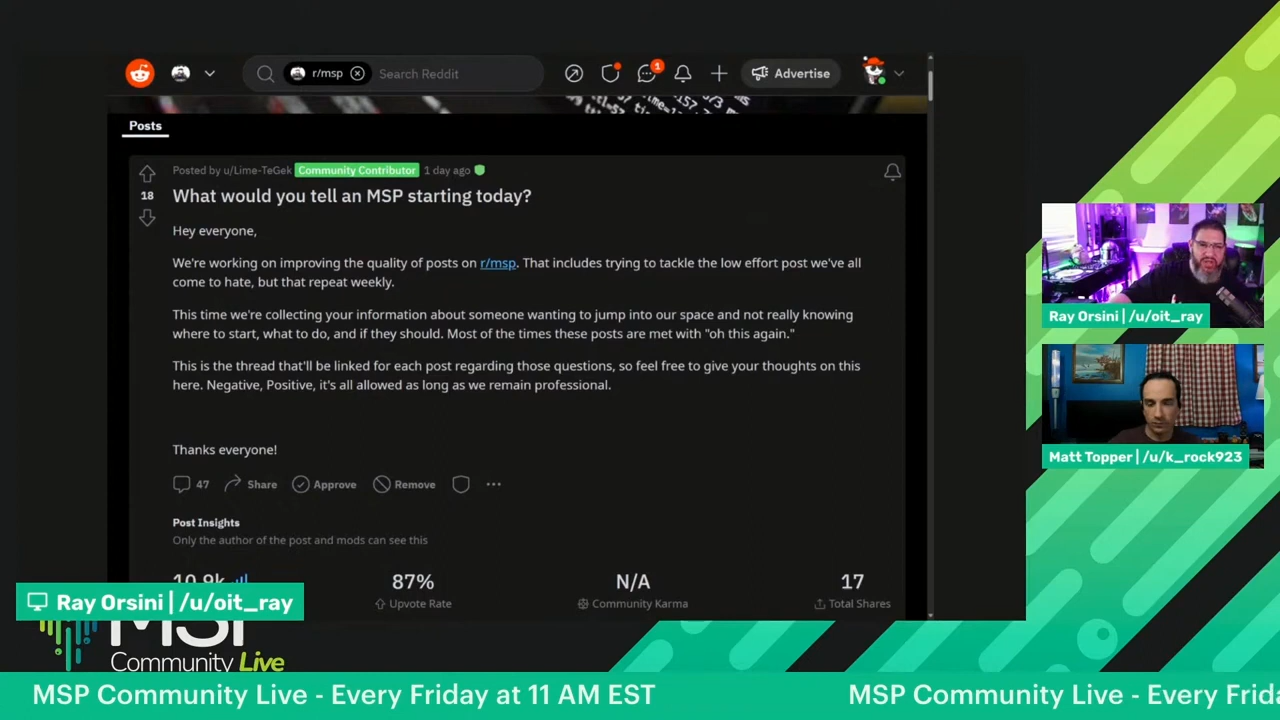 r/msp
Search Reddit
1
Advertise
Posts
Posted by u/Lime-TeGek Community Contributor 1 day ago
18
What would you tell an MSP starting today?
Hey everyone,
We're working on improving the quality of posts on r/msp. That includes trying to tackle the low effort post we've all
come to hate, but that repeat weekly.
This time we're collecting your information about someone wanting to jump into our space and not really knowing
where to start, what to do, and if they should. Most of the times these posts are met with "oh this again."
This is the thread that'll be linked for each post regarding those questions, so feel free to give your thoughts on this
here. Negative, Positive, it's all allowed as long as we remain professional.
Thanks everyone!
47 Share Approve Remove
Post Insights
Only the author of the post and mods can see this
10.9k 87% N/A 17
Upvote Rate Community Karma Total Shares
Ray Orsini | /u/oit_ray
Matt Topper | /u/k_rock923
Ray Orsini | /u/oit_ray
MSP
Community Live
MSP Community Live - Every Friday at 11 AM EST
MSP Community Live - Every Frida